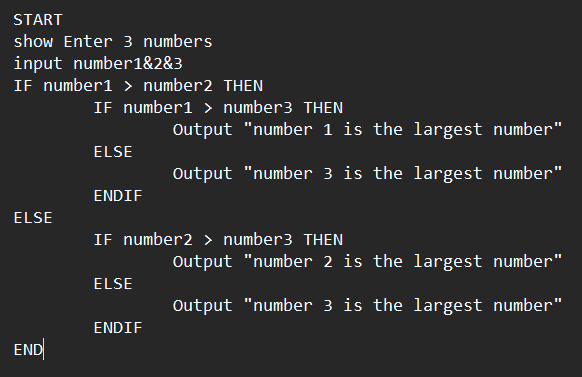 START
show Enter 3 numbers
input number1&2&3
IF number1 > number2 THEN
IF number1 > number3 THEN
Output "number 1 is the largest number"
ELSE
Output "number 3 is the largest number"
ENDIF
ELSE
IF number2 > number3 THEN
Output "number 2 is the largest number"
ELSE
Output "number 3 is the largest number"
ENDIF
END